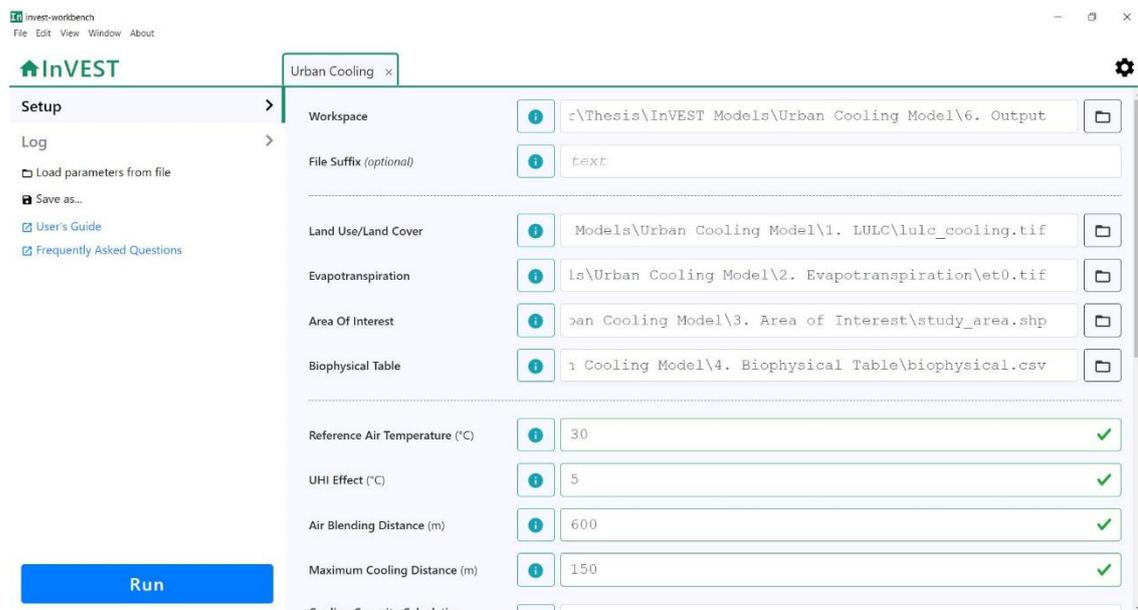 In invest-workbench
File Edit View Window About
InVEST
Urban Cooling ×
Setup
Log
Load parameters from file
Save as...
User's Guide
Frequently Asked Questions
Run
Workspace c\Thesis\InVEST Models\Urban Cooling Model\6. Output
File Suffix (optional) text
Land Use/Land Cover Models\Urban Cooling Model\1. LULC\lulc_cooling.tif
Evapotranspiration ls\Urban Cooling Model\2. Evapotranspiration\et0.tif
Area Of Interest ban Cooling Model\3. Area of Interest\study_area.shp
Biophysical Table Cooling Model\4. Biophysical Table\biophysical.csv
Reference Air Temperature (°C) 30
UHI Effect (°C) 5
Air Blending Distance (m) 600
Maximum Cooling Distance (m) 150